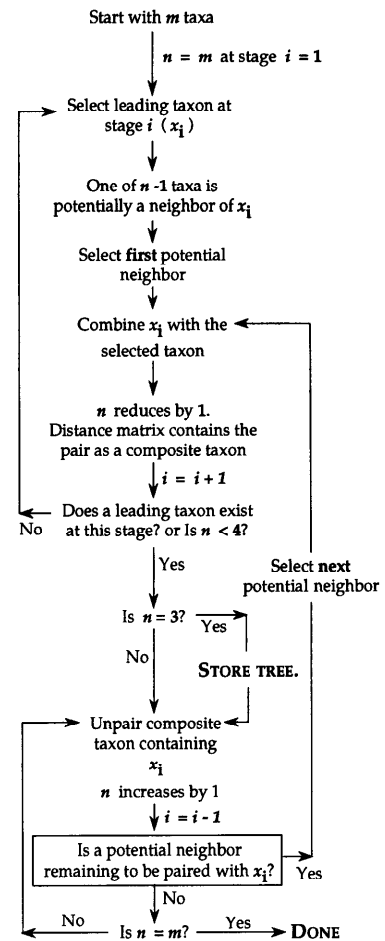 Start with m taxa
n = m at stage i = 1
Select leading taxon at
stage i ( xi )
One of n -1 taxa is
potentially a neighbor of xi
Select first potential
neighbor
Combine xi with the
selected taxon
n reduces by 1.
Distance matrix contains the
pair as a composite taxon
i = i + 1
Does a leading taxon exist
at this stage? or Is n < 4?
No
Yes
Select next
potential neighbor
Is n = 3?
Yes
No
STORE TREE.
Unpair composite
taxon containing
xi
n increases by 1
i = i - 1
Is a potential neighbor
remaining to be paired with xi?
Yes
No
No
Is n = m?
Yes
DONE